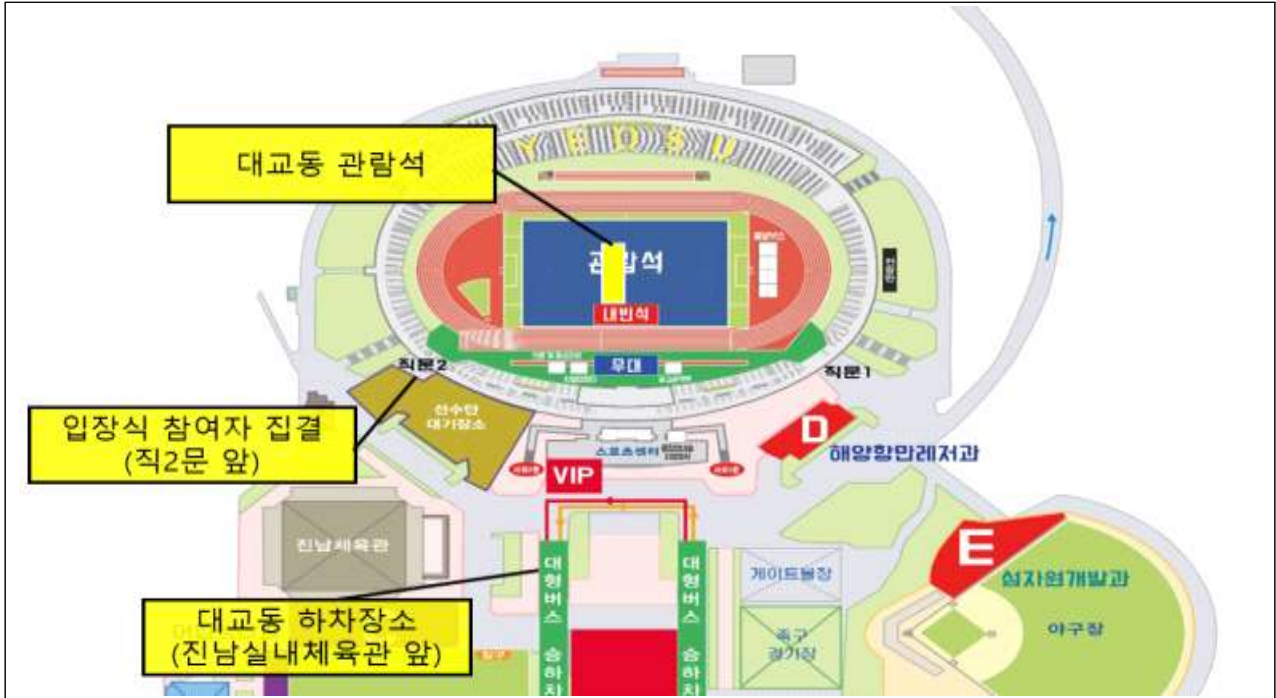 YEOSU
대교동 관람석
관람석
내빈석
무대
직문2
직문1
선수단
대기장소
입장식 참여자 집결
(직2문 앞)
D
해양항만레저과
스포츠센터
VIP
진남체육관
대형버스 승하차
대형버스 승하차
게이트볼장
E
섬자원개발과
야구장
대교동 하차장소
(진남실내체육관 앞)
족구
경기장